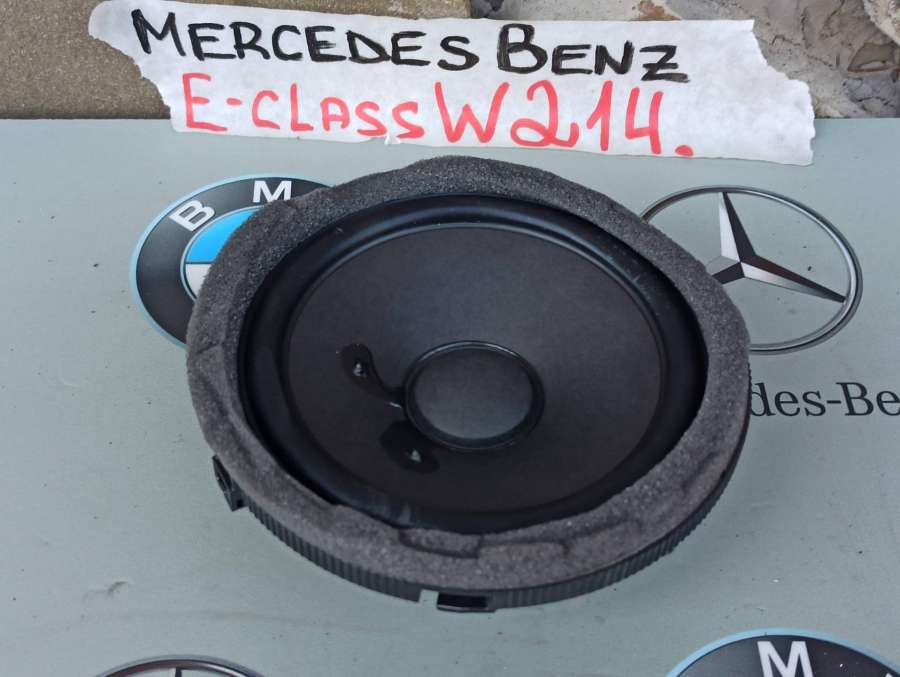 MERCEDES BENZ
E-CLASS W214.
B M
des-Be
M